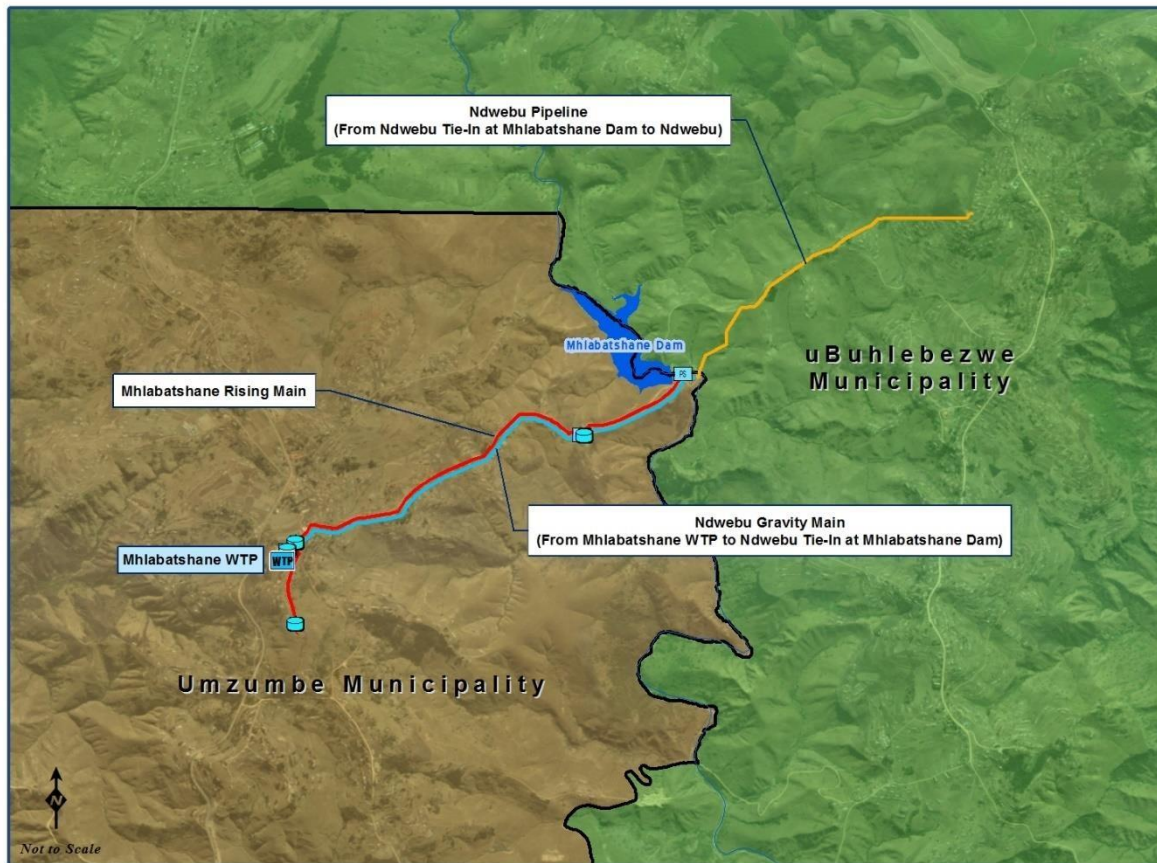 Ndwebu Pipeline
(From Ndwebu Tie-In at Mhlabatshane Dam to Ndwebu)
Mhlabatshane Dam
PS
uBuhlebezwe
Municipality
Mhlabatshane Rising Main
Ndwebu Gravity Main
(From Mhlabatshane WTP to Ndwebu Tie-In at Mhlabatshane Dam)
Mhlabatshane WTP
WTP
Umzumbe Municipality
N
Not to Scale